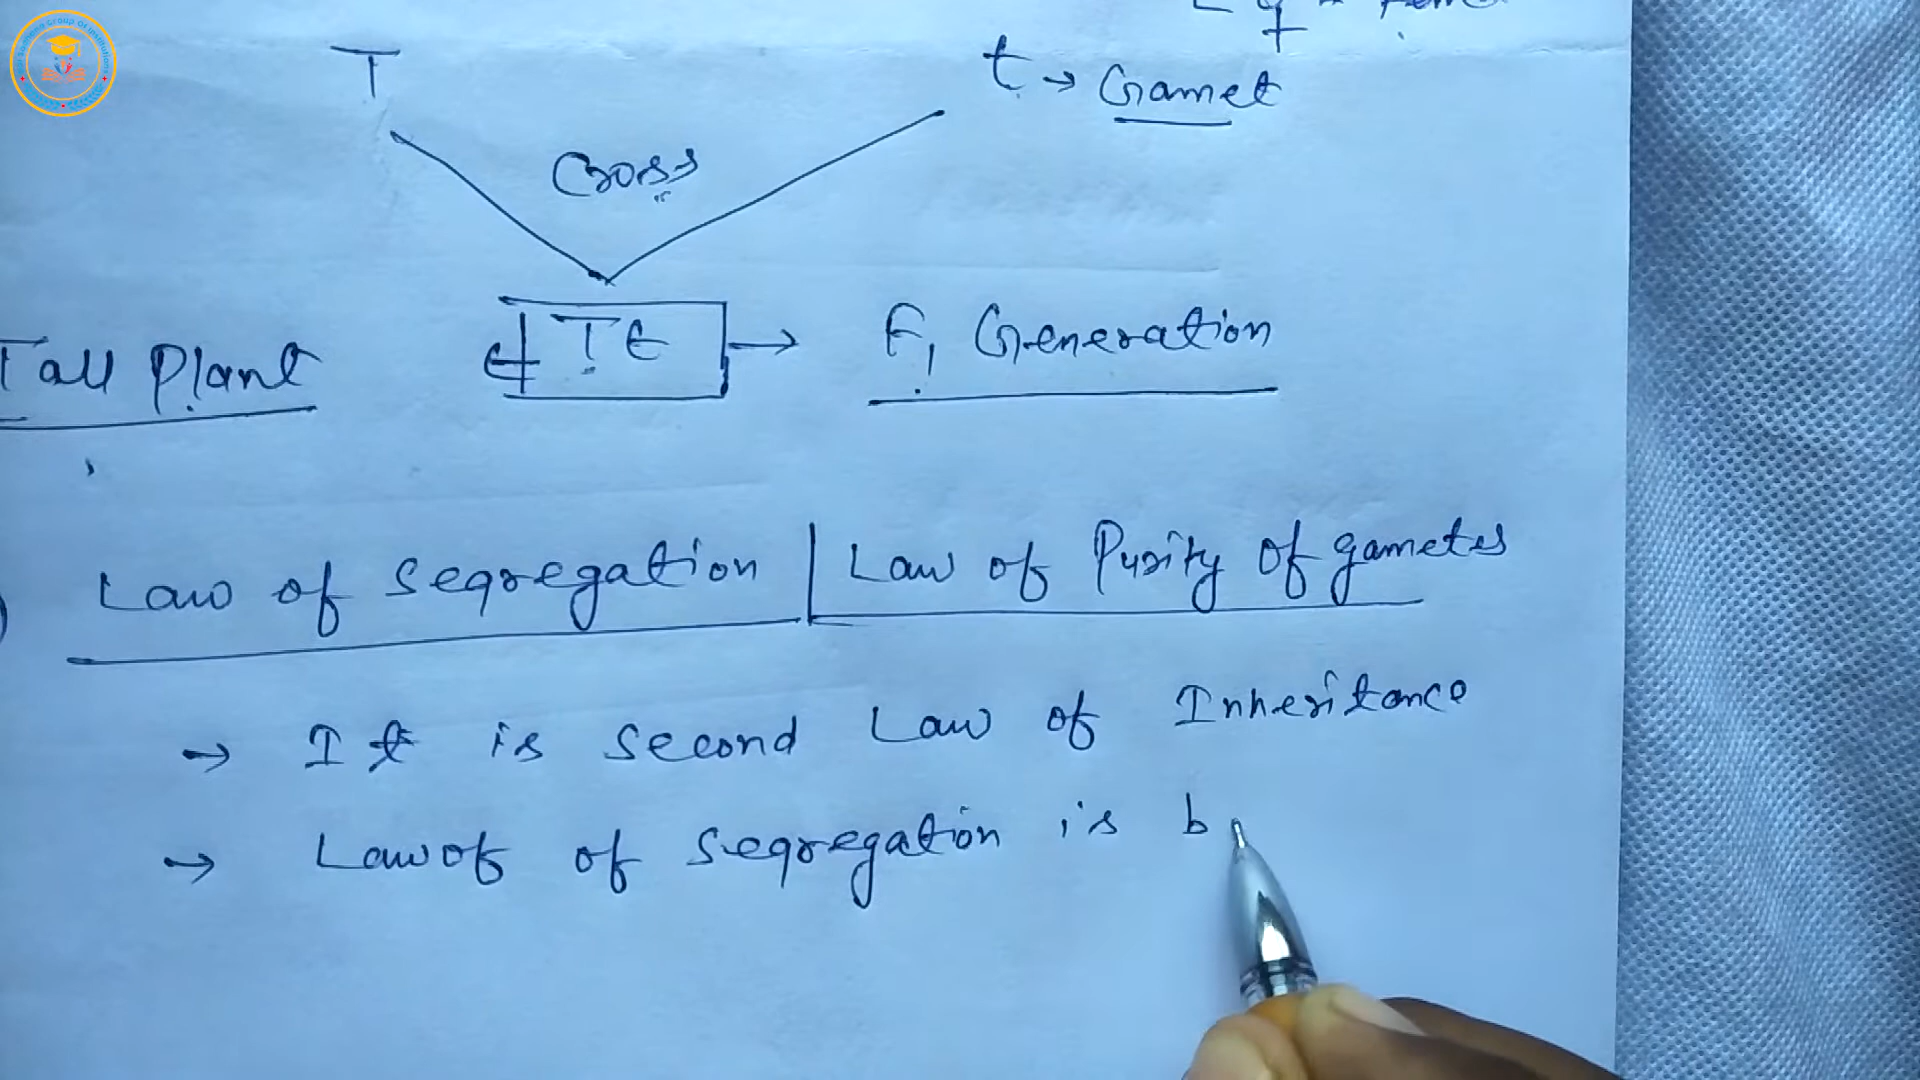 T t → Gamet
Cross
Tall Plant Tt → F1 Generation
Law of Segregation | Law of Purity of gametes
→ It is Second Law of Inheritance
→ Lawof of Segregation is b